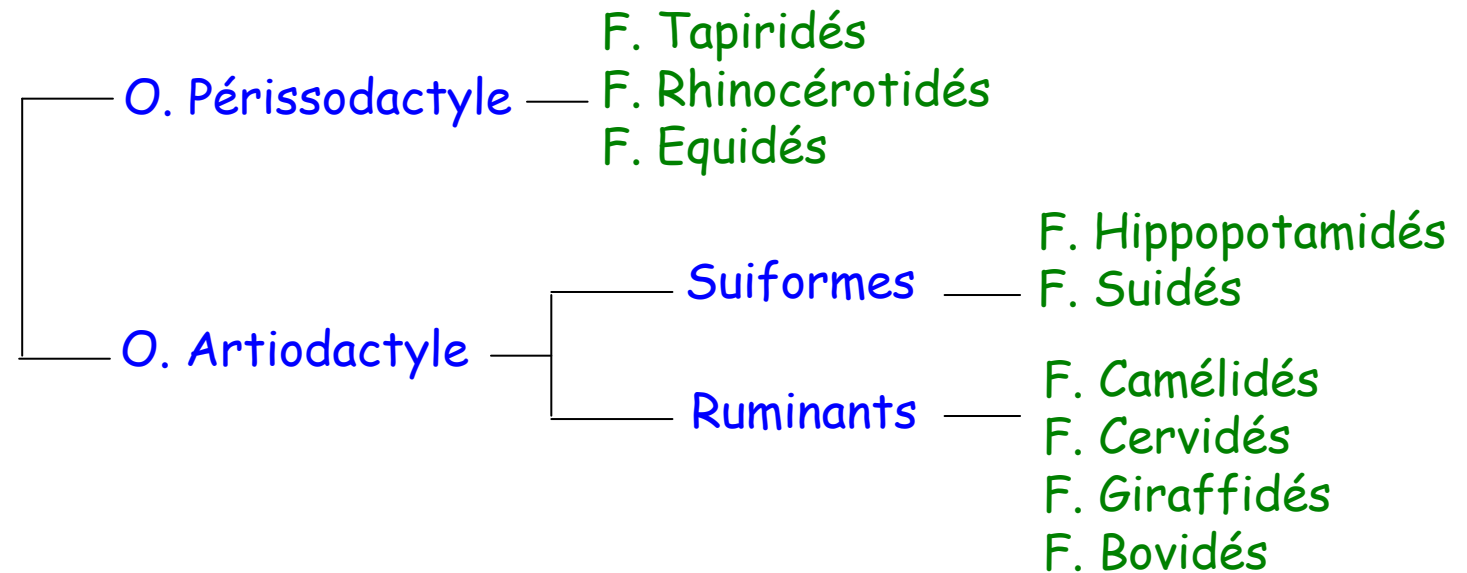 F. Tapiridés
O. Périssodactyle
F. Rhinocérotidés
F. Equidés
F. Hippopotamidés
Suiformes
F. Suidés
O. Artiodactyle
F. Camélidés
Ruminants
F. Cervidés
F. Giraffidés
F. Bovidés